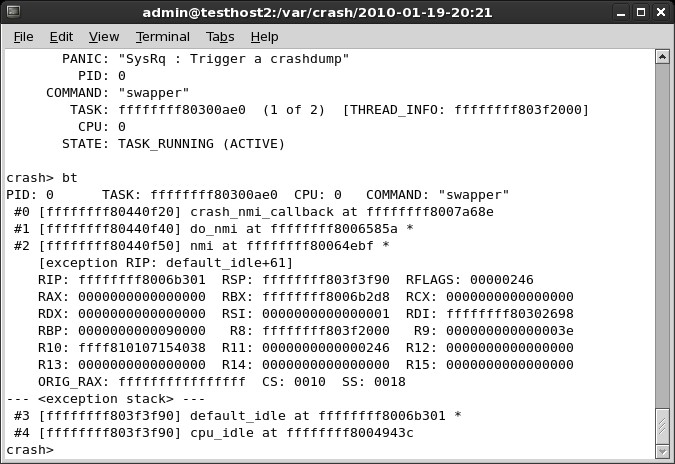 admin@testhost2:/var/crash/2010-01-19-20:21
File Edit View Terminal Tabs Help
PANIC: "SysRq : Trigger a crashdump"
PID: 0
COMMAND: "swapper"
TASK: ffffffff80300ae0  (1 of 2)  [THREAD_INFO: ffffffff803f2000]
CPU: 0
STATE: TASK_RUNNING (ACTIVE)
crash> bt
PID: 0      TASK: ffffffff80300ae0  CPU: 0   COMMAND: "swapper"
#0 [ffffffff80440f20] crash_nmi_callback at ffffffff8007a68e
#1 [ffffffff80440f40] do_nmi at ffffffff8006585a *
#2 [ffffffff80440f50] nmi at ffffffff80064ebf *
[exception RIP: default_idle+61]
RIP: ffffffff8006b301  RSP: ffffffff803f3f90  RFLAGS: 00000246
RAX: 0000000000000000  RBX: ffffffff8006b2d8  RCX: 0000000000000000
RDX: 0000000000000000  RSI: 0000000000000001  RDI: ffffffff80302698
RBP: 0000000000090000   R8: ffffffff803f2000   R9: 000000000000003e
R10: ffff810107154038  R11: 0000000000000246  R12: 0000000000000000
R13: 0000000000000000  R14: 0000000000000000  R15: 0000000000000000
ORIG_RAX: ffffffffffffffff  CS: 0010  SS: 0018
--- <exception stack> ---
#3 [ffffffff803f3f90] default_idle at ffffffff8006b301 *
#4 [ffffffff803f3f90] cpu_idle at ffffffff8004943c
crash>